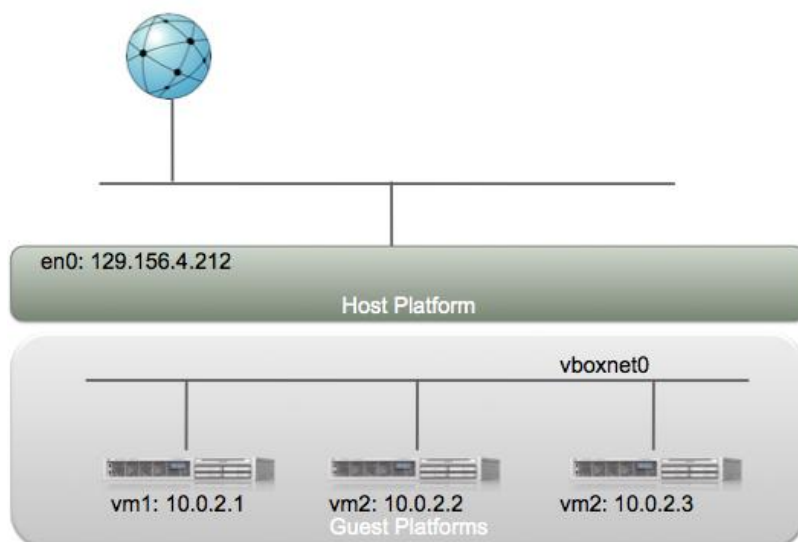 en0: 129.156.4.212
Host Platform
vboxnet0
vm1: 10.0.2.1
vm2: 10.0.2.2
vm2: 10.0.2.3
Guest Platforms